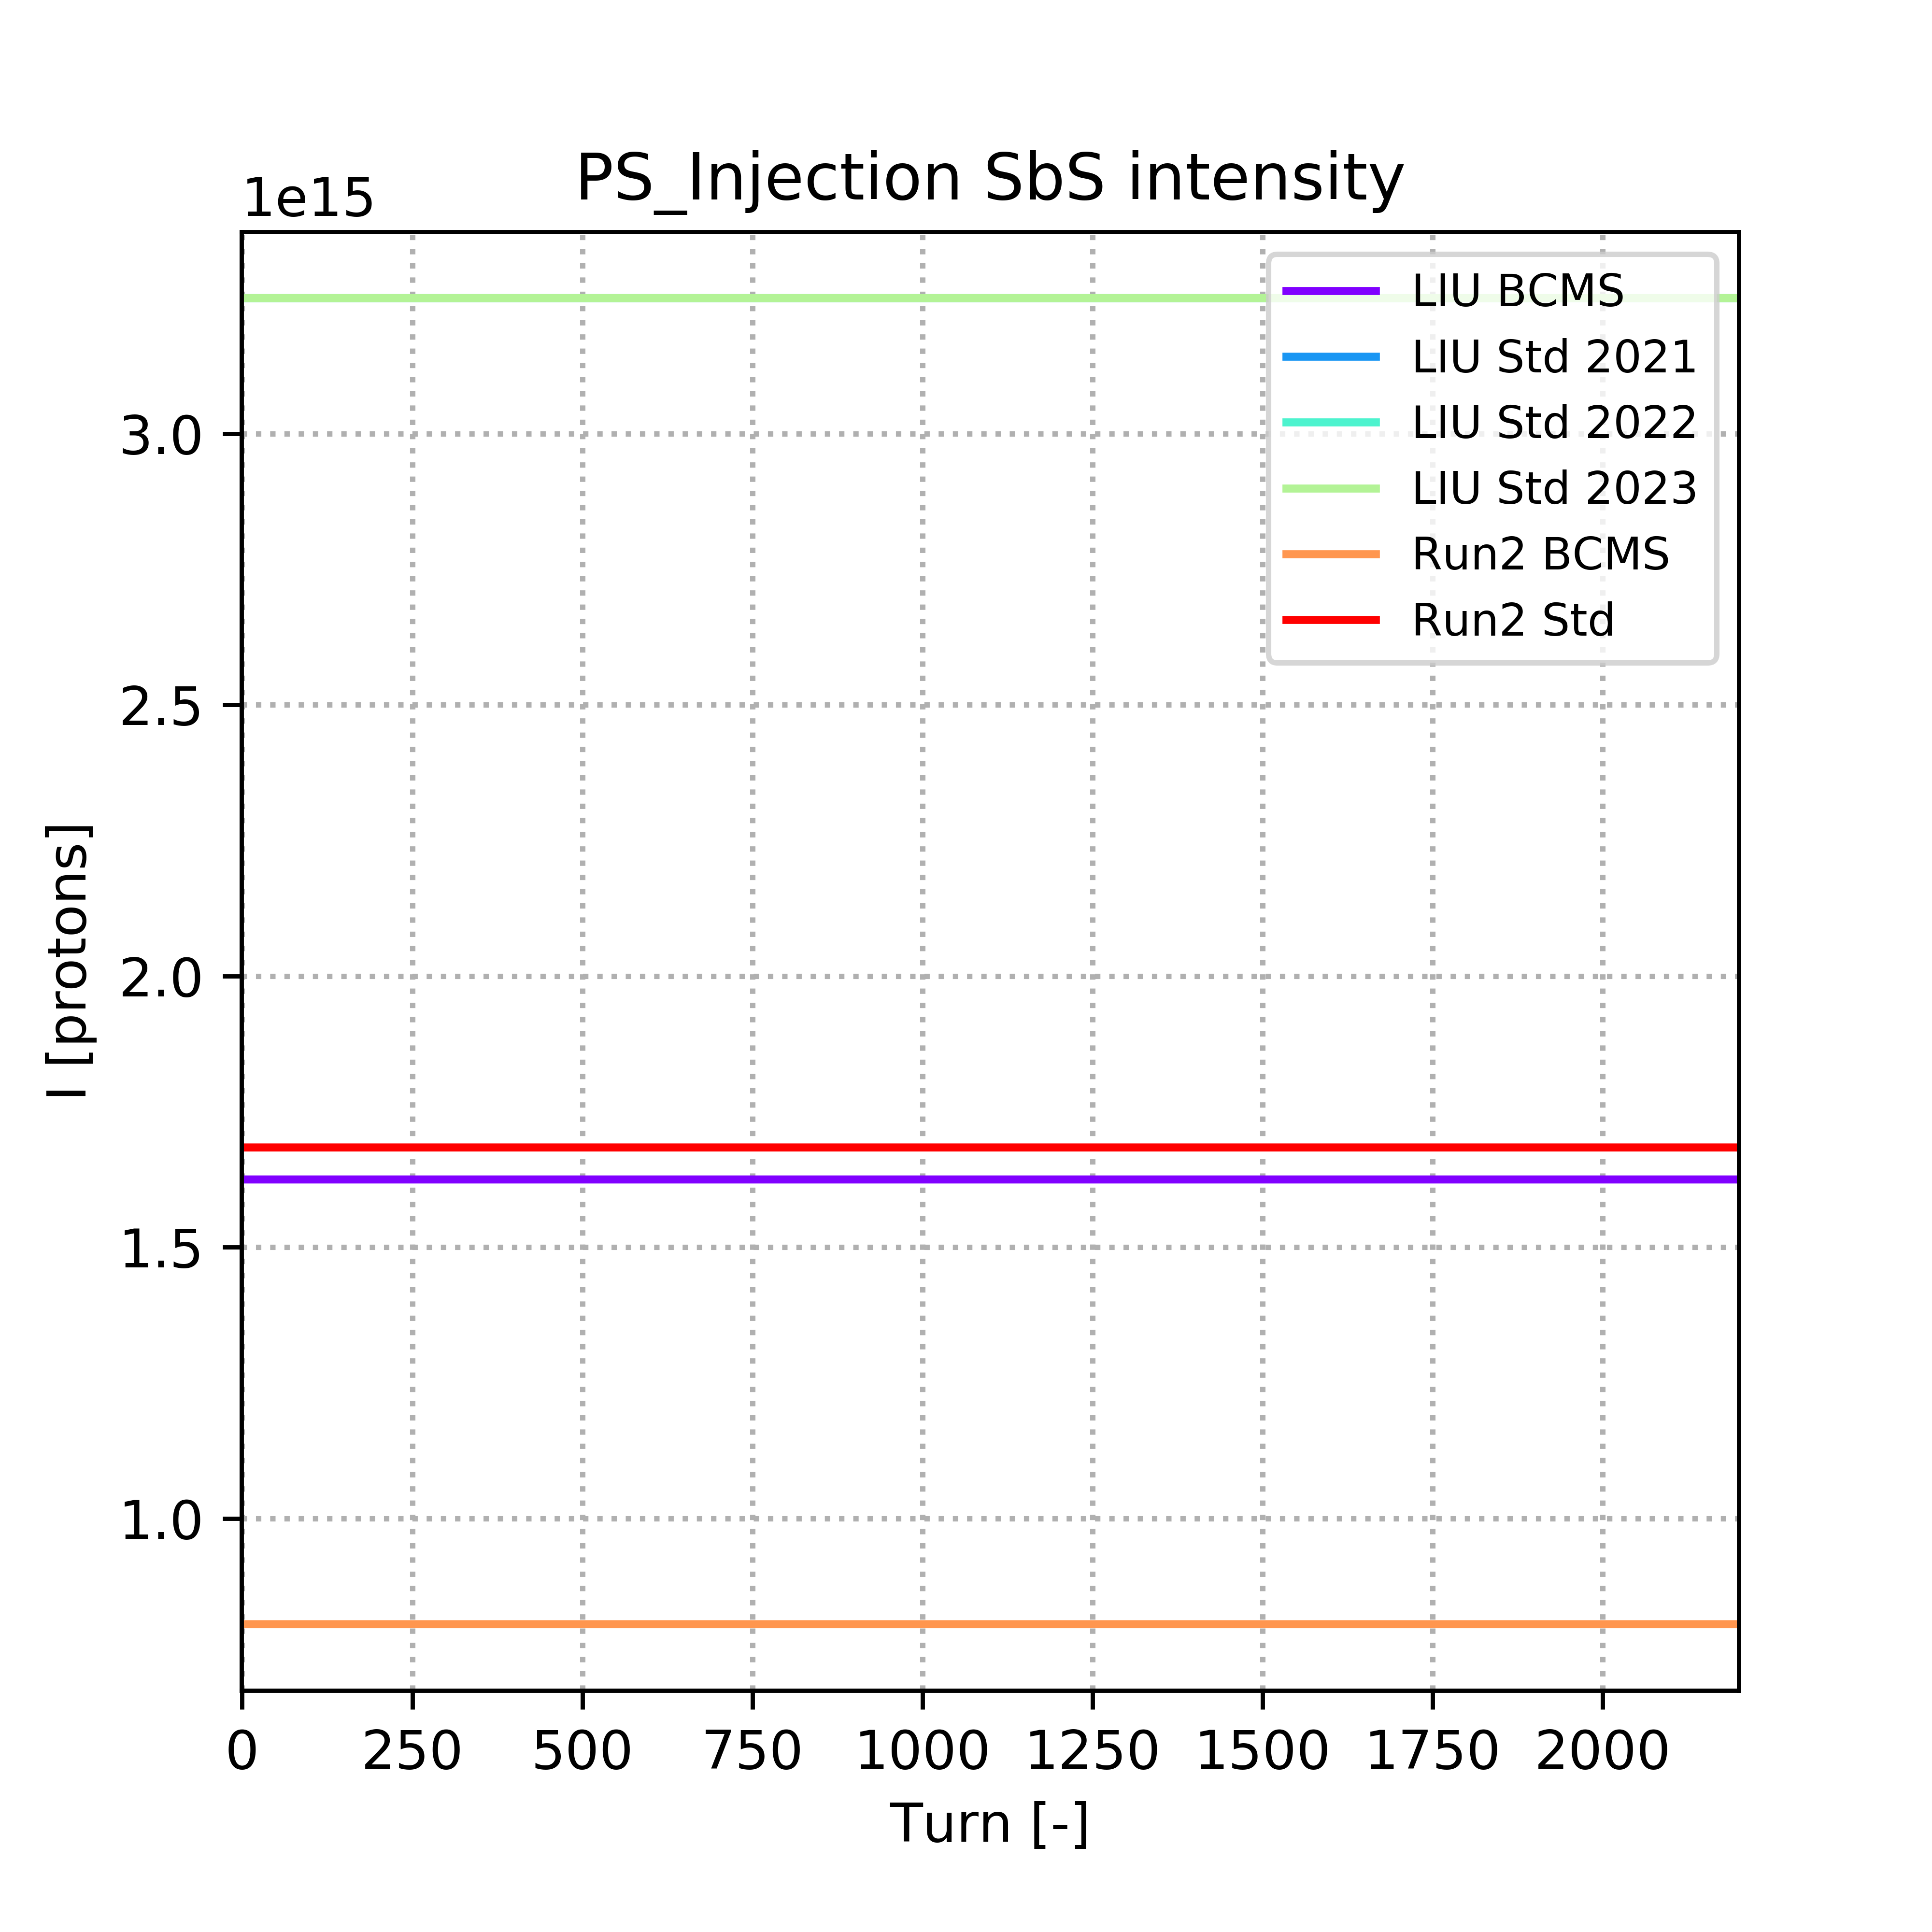 PS_Injection SbS intensity
1e15
LIU BCMS
LIU Std 2021
LIU Std 2022
LIU Std 2023
Run2 BCMS
Run2 Std
3.0
2.5
2.0
1.5
1.0
I [protons]
0 250 500 750 1000 1250 1500 1750 2000
Turn [-]